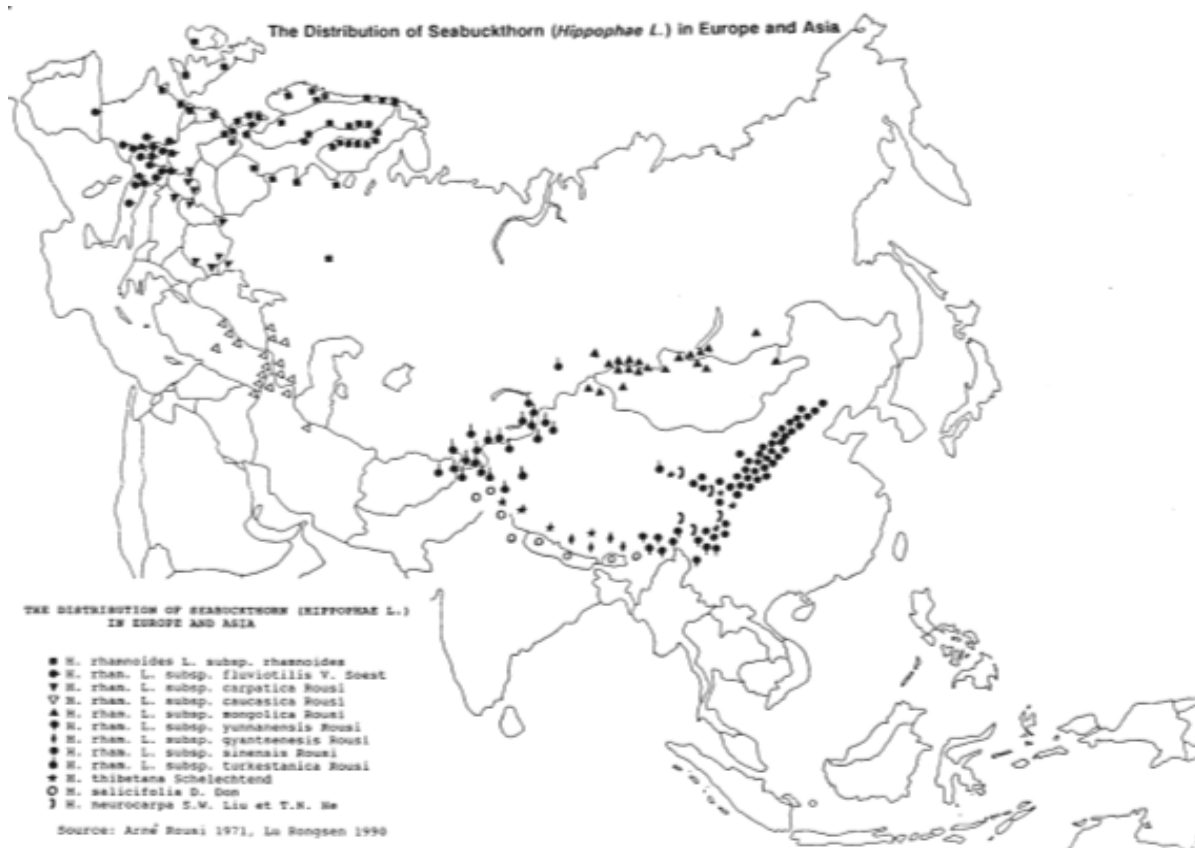 The Distribution of Seabuckthorn (Hippophae L.) in Europe and Asia
THE DISTRIBUTION OF SEABUCKTHORN (HIPPOPHAE L.)
IN EUROPE AND ASIA
H. rhamnoides L. subsp. rhamnoides
H. rham. L. subsp. fluviotilis V. Soest
H. rham. L. subsp. carpatica Rousi
H. rham. L. subsp. caucasica Rousi
H. rham. L. subsp. mongolica Rousi
H. rham. L. subsp. yunnanensis Rousi
H. rham. L. subsp. gyantsenesis Rousi
H. rham. L. subsp. sinensis Rousi
H. rham. L. subsp. turkestanica Rousi
H. thibetana Schelechtend
H. salicifolia D. Don
H. neurocarpa S.W. Liu et T.N. He
Source: Arné Rousi 1971, Lu Rongsen 1990